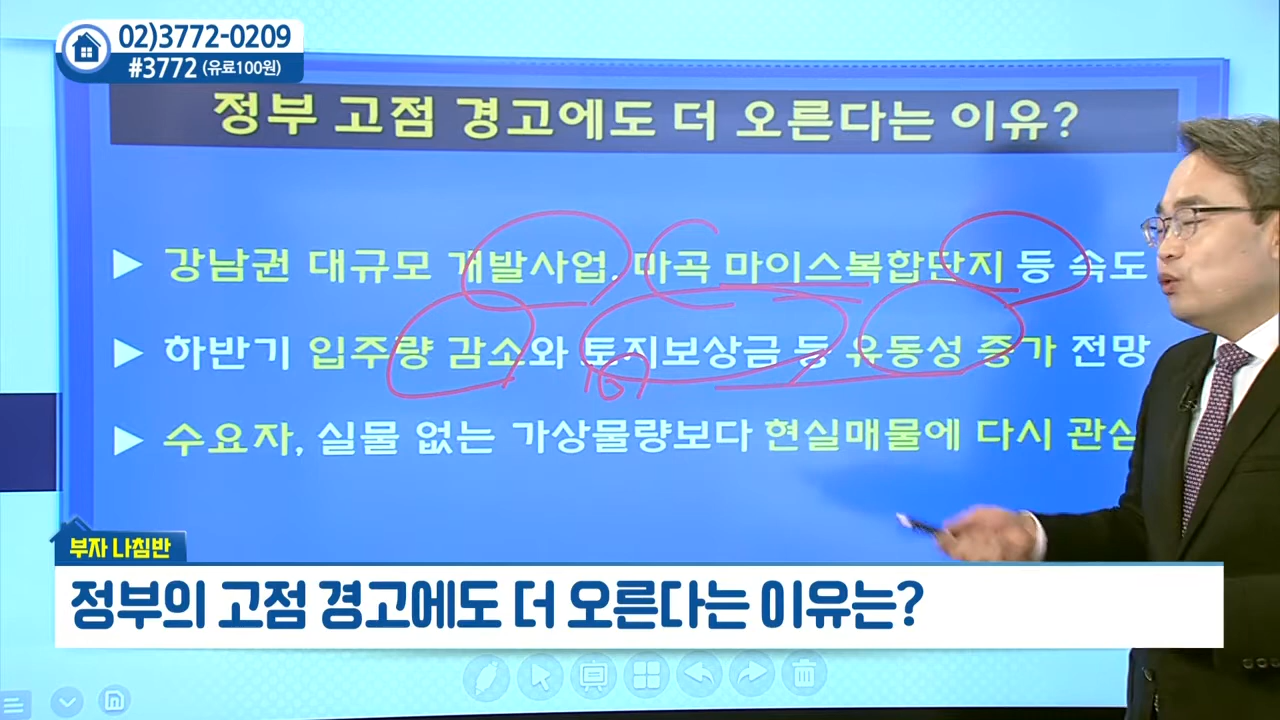 02)3772-0209
#3772 (유료100원)
정부 고점 경고에도 더 오른다는 이유?
▶ 강남권 대규모 개발사업. 마곡 마이스복합단지 등 속도
▶ 하반기 입주량 감소와 토지보상금 등 유동성 증가 전망
▶ 수요자, 실물 없는 가상물량보다 현실매물에 다시 관심
부자 나침반
정부의 고점 경고에도 더 오른다는 이유는?